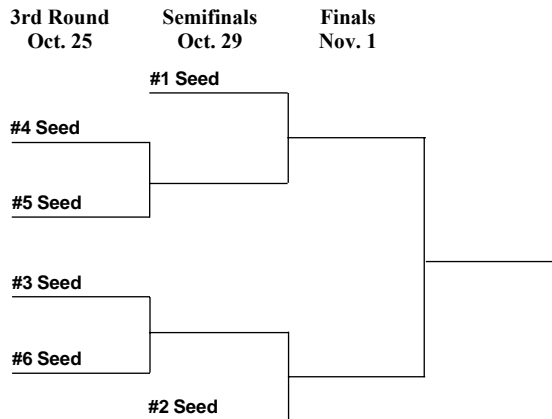 3rd Round Semifinals Finals
Oct. 25 Oct. 29 Nov. 1
#1 Seed
#4 Seed
#5 Seed
#3 Seed
#6 Seed
#2 Seed